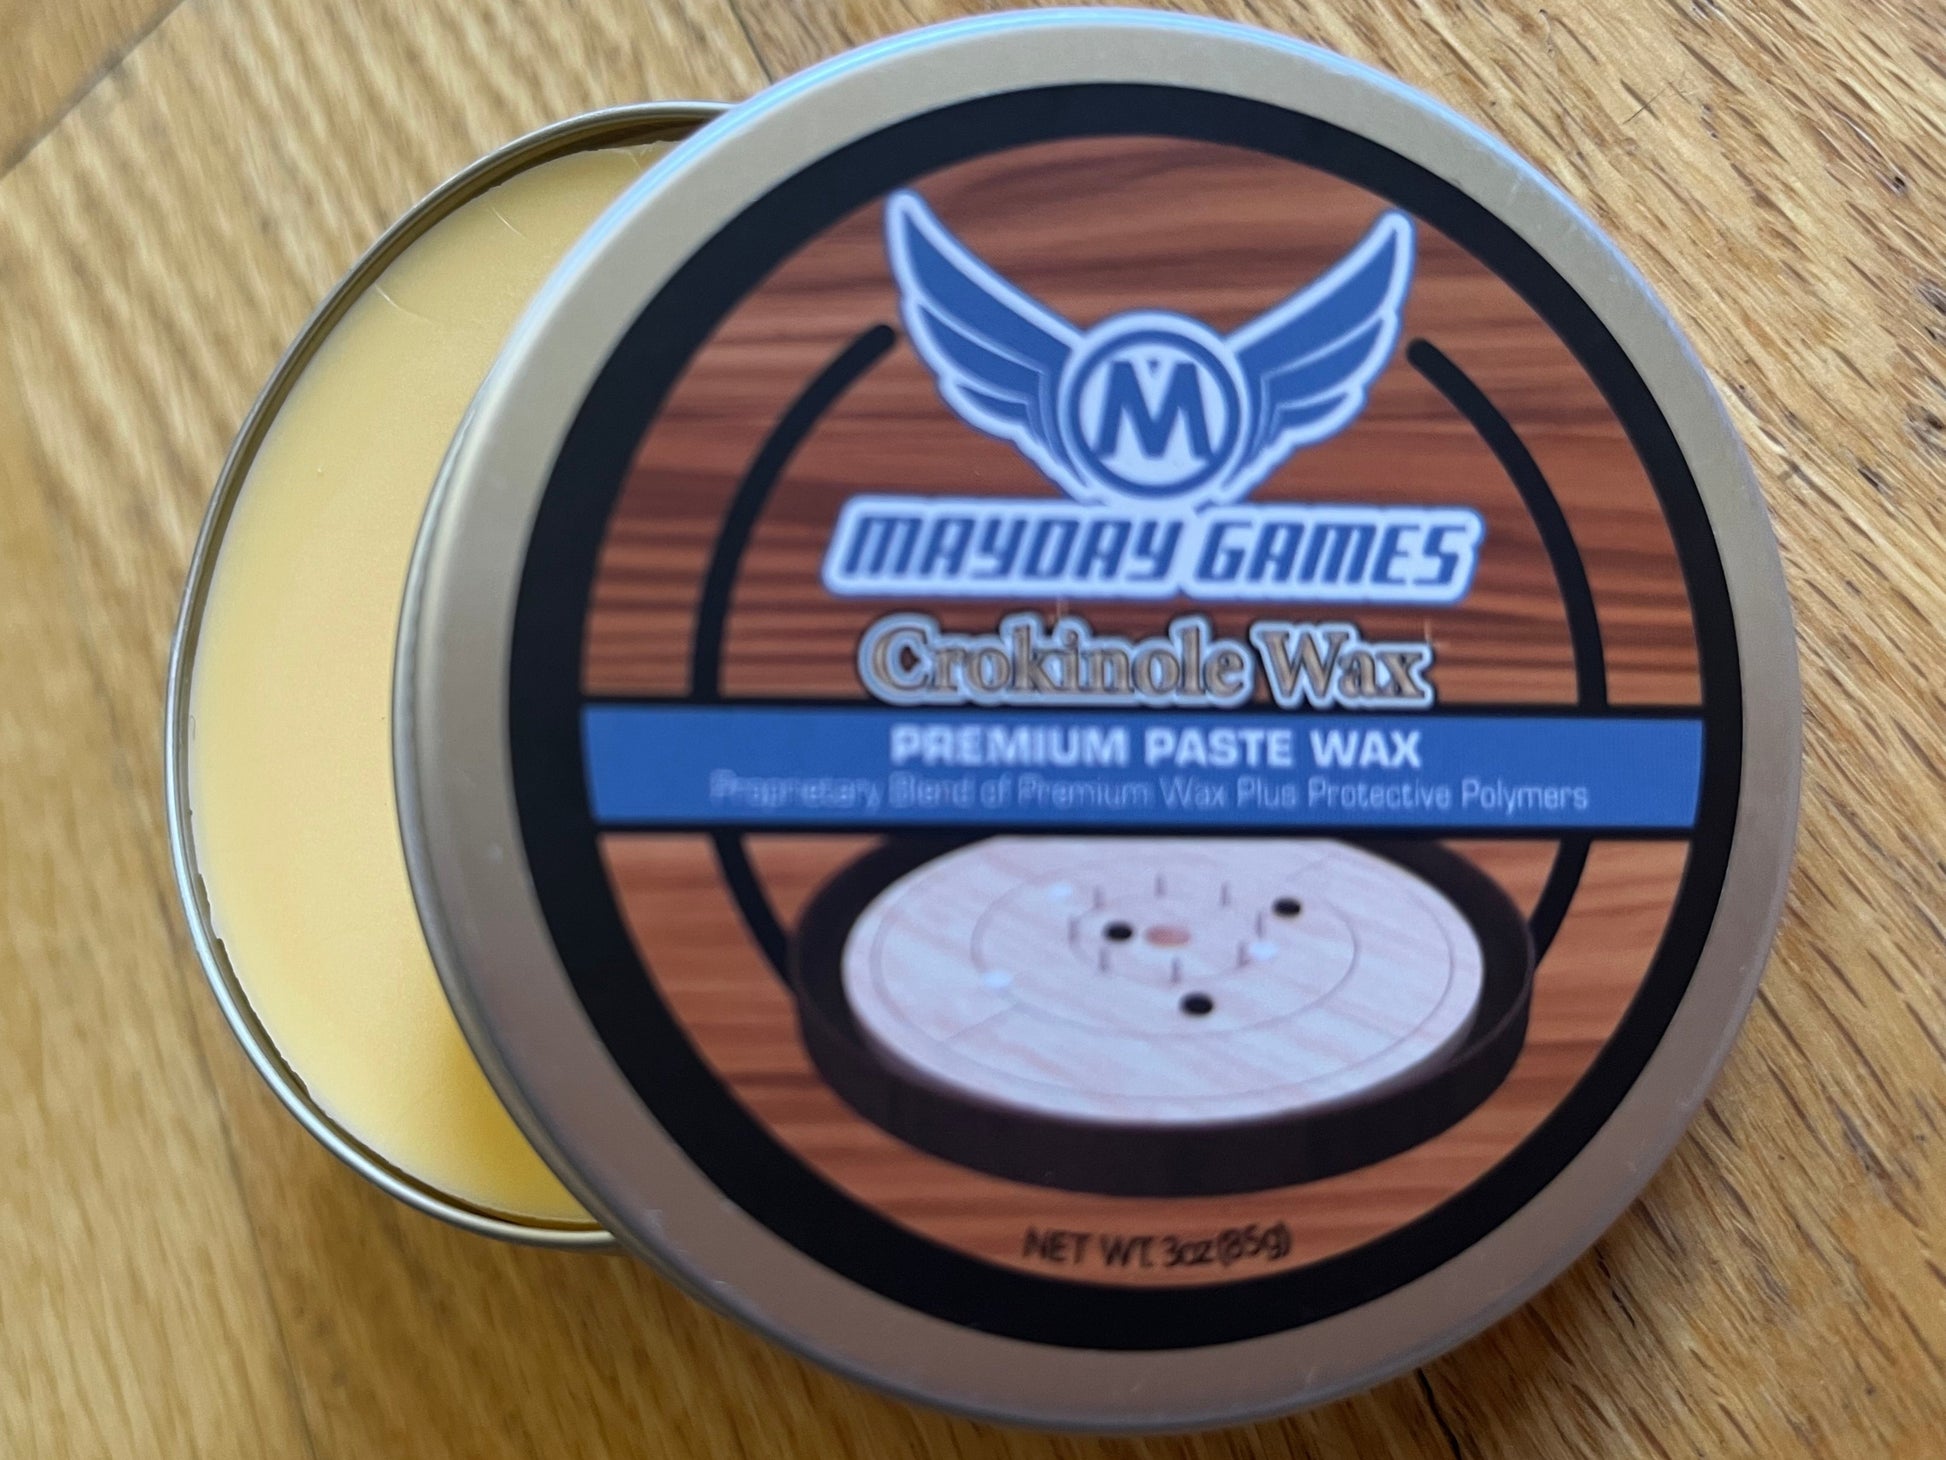 M
MAYDAY GAMES
Crokinole Wax
PREMIUM PASTE WAX
Proprietary Blend of Premium Wax Plus Protective Polymers
NET WT. 3oz (85g)